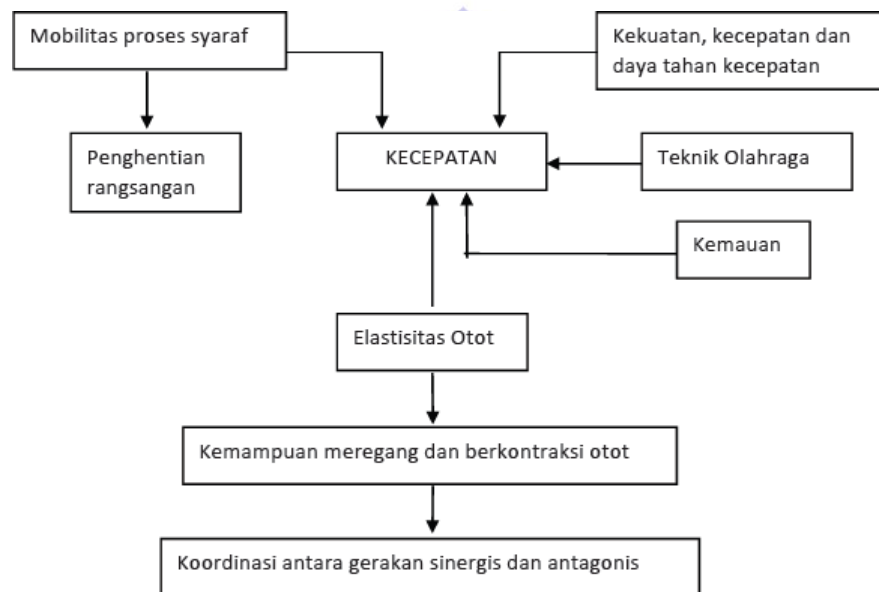 Mobilitas proses syaraf
Kekuatan, kecepatan dan
daya tahan kecepatan
Penghentian
rangsangan
KECEPATAN
Teknik Olahraga
Kemauan
Elastisitas Otot
Kemampuan meregang dan berkontraksi otot
Koordinasi antara gerakan sinergis dan antagonis